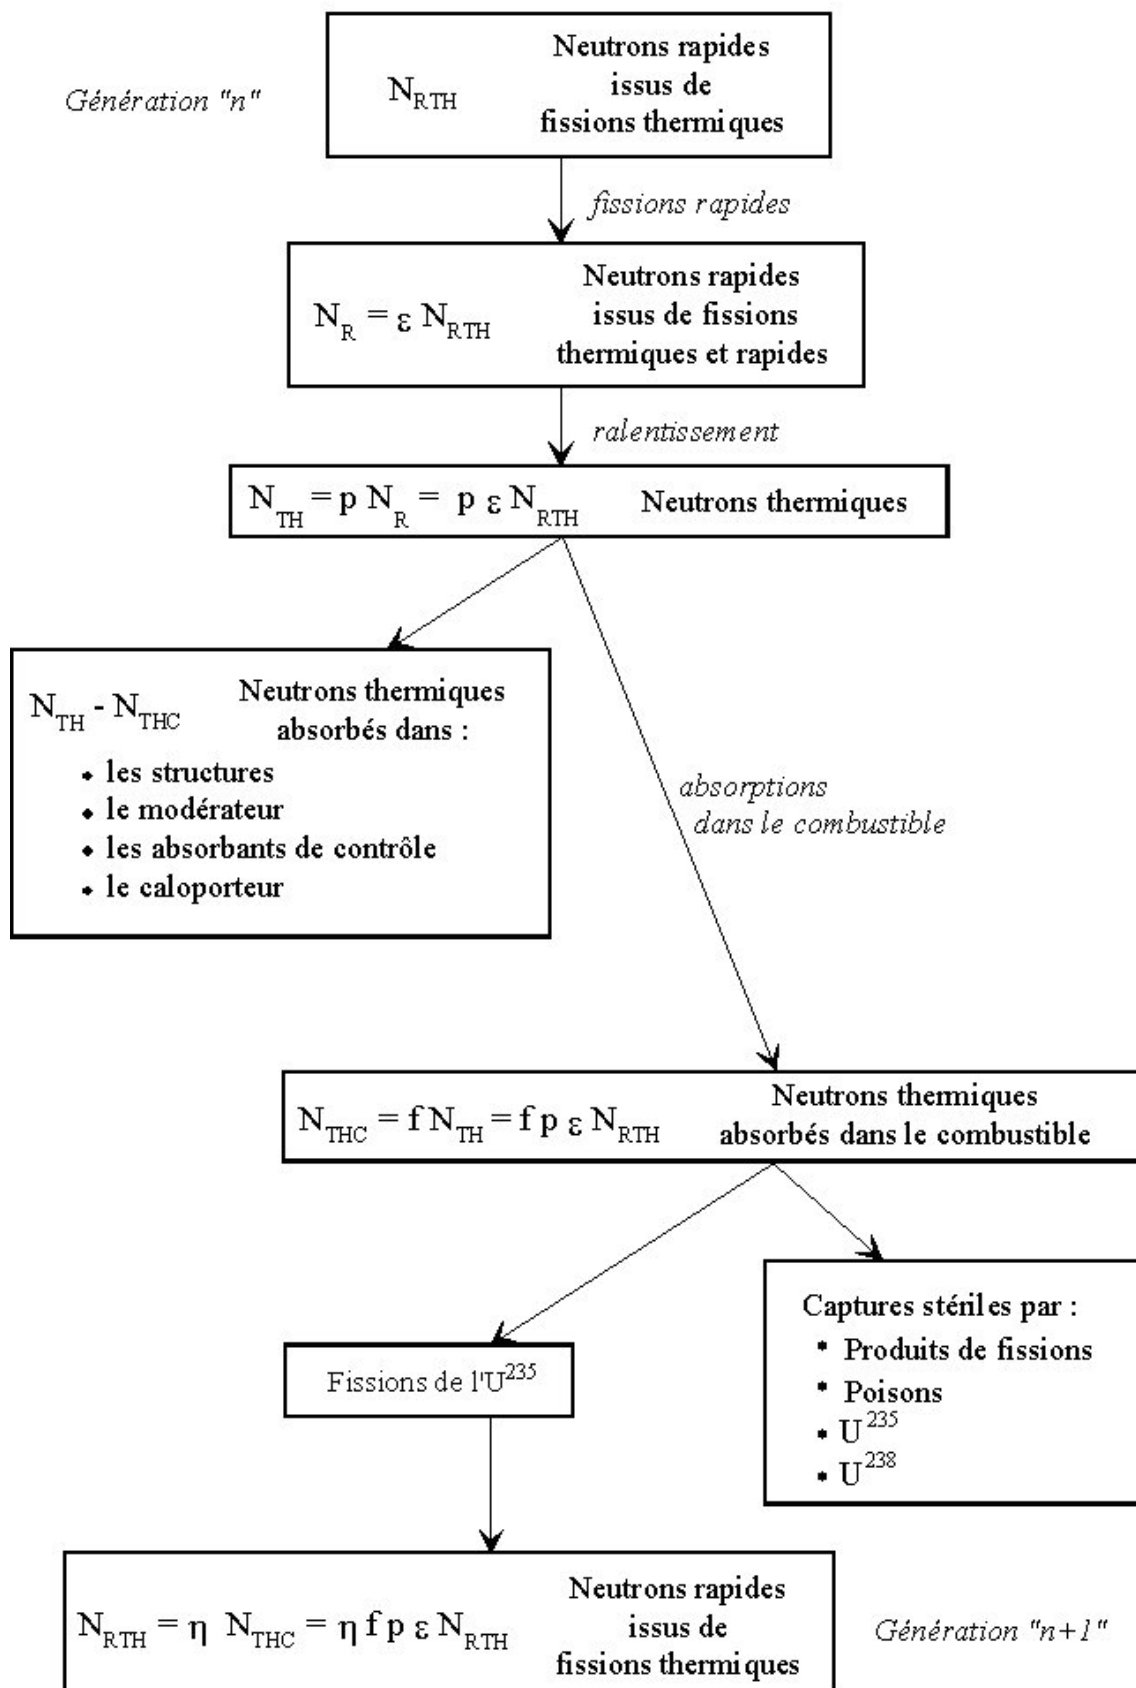 Génération "n"
N_RTH
Neutrons rapides
issus de
fissions thermiques
fissions rapides
N_R = ε N_RTH
Neutrons rapides
issus de fissions
thermiques et rapides
ralentissement
N_TH = p N_R = p ε N_RTH
Neutrons thermiques
N_TH - N_THC
Neutrons thermiques
absorbés dans :
• les structures
• le modérateur
• les absorbants de contrôle
• le caloporteur
absorptions
dans le combustible
N_THC = f N_TH = f p ε N_RTH
Neutrons thermiques
absorbés dans le combustible
Fissions de l'U^235
Captures stériles par :
• Produits de fissions
• Poisons
• U^235
• U^238
N_RTH = η N_THC = η f p ε N_RTH
Neutrons rapides
issus de
fissions thermiques
Génération "n+1"